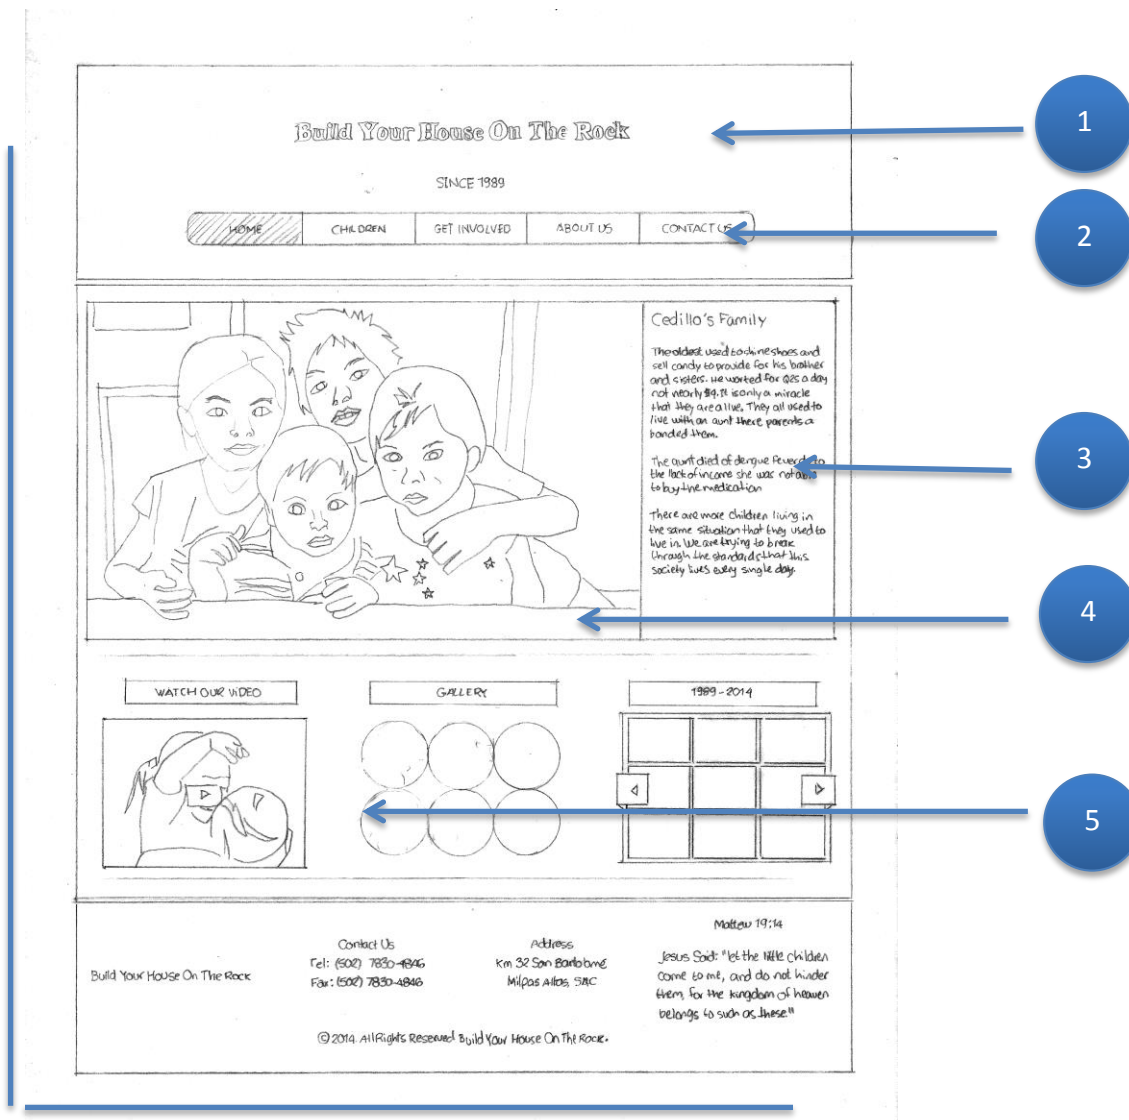 Build Your House On The Rock
SINCE 1989
HOME
CHILDREN
GET INVOLVED
ABOUT US
CONTACT US
1
2
Cedillo's Family
The oldest used to shine shoes and
sell candy to provide for his brother
and sisters. He worked for Q25 a day
not nearly $4. It is only a miracle
that they are alive. They all used to
live with an aunt there parents a
bonded them.
The aunt died of dengue Fever
the lack of income she was not able
to buy the medication
There are more children living in
the same situation that they used to
live in. We are trying to break
through the standards that this
society lives every single day.
3
4
WATCH OUR VIDEO
GALLERY
1989-2014
5
Build Your House On The Rock
Contact Us
Tel: (502) 7830-4846
Fax: (502) 7830-4846
Address
Km 32 San Bartolomé
Milpas Altas, SAC
Mattew 19:14
Jesus Said: "let the little children
come to me, and do not hinder
them, for the kingdom of heaven
belongs to such as these"
©2014. All Rights Reserved Build Your House On The Rock.